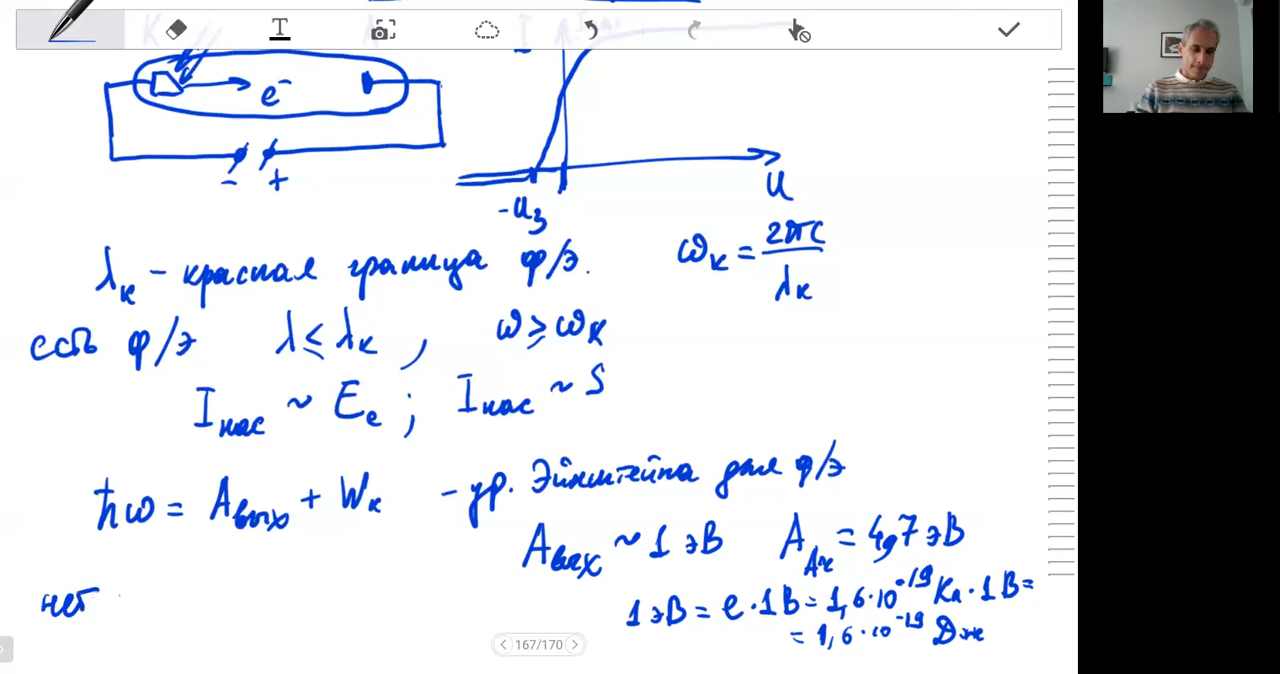 T
I
e⁻
- +
U
-U₃
λк - красная граница ф/э. ωк = 2πc / λк
есть ф/э λ ≤ λк , ω ≥ ωк
Iнас ~ Eе ; Iнас ~ S
ħω = Aвых + Wк - ур. Эйнштейна для ф/э
Aвых ~ 1 эВ A = 4,7 эВ
1 эВ = e · 1 В = 1,6 · 10⁻¹⁹ Кл · 1 В =
= 1,6 · 10⁻¹⁹ Дж
нет
167/170